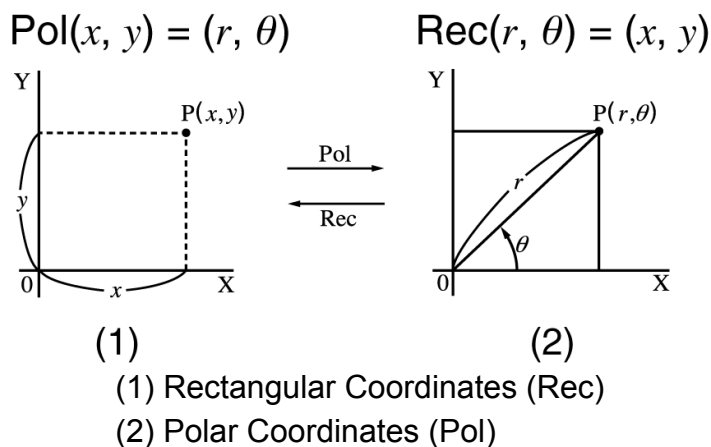 Pol(x, y) = (r, θ)
Rec(r, θ) = (x, y)
Y
P(x,y)
y
0
x
X
Pol
Rec
Y
P(r,θ)
r
θ
0
X
(1)
(2)
(1) Rectangular Coordinates (Rec)
(2) Polar Coordinates (Pol)